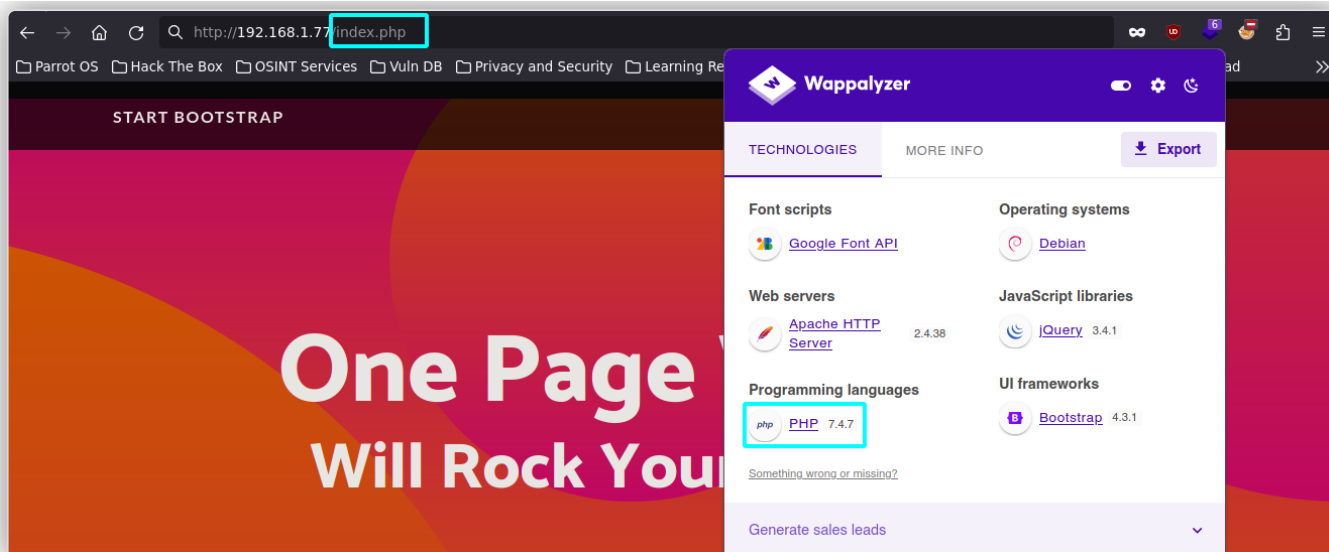 http://192.168.1.77/index.php
6
Parrot OS Hack The Box OSINT Services Vuln DB Privacy and Security Learning Re
ad
Wappalyzer
START BOOTSTRAP
TECHNOLOGIES MORE INFO Export
Font scripts Operating systems
Google Font API Debian
Web servers JavaScript libraries
Apache HTTP Server 2.4.38 jQuery 3.4.1
Programming languages UI frameworks
php PHP 7.4.7 B Bootstrap 4.3.1
Something wrong or missing?
Generate sales leads
One Page
Will Rock Your